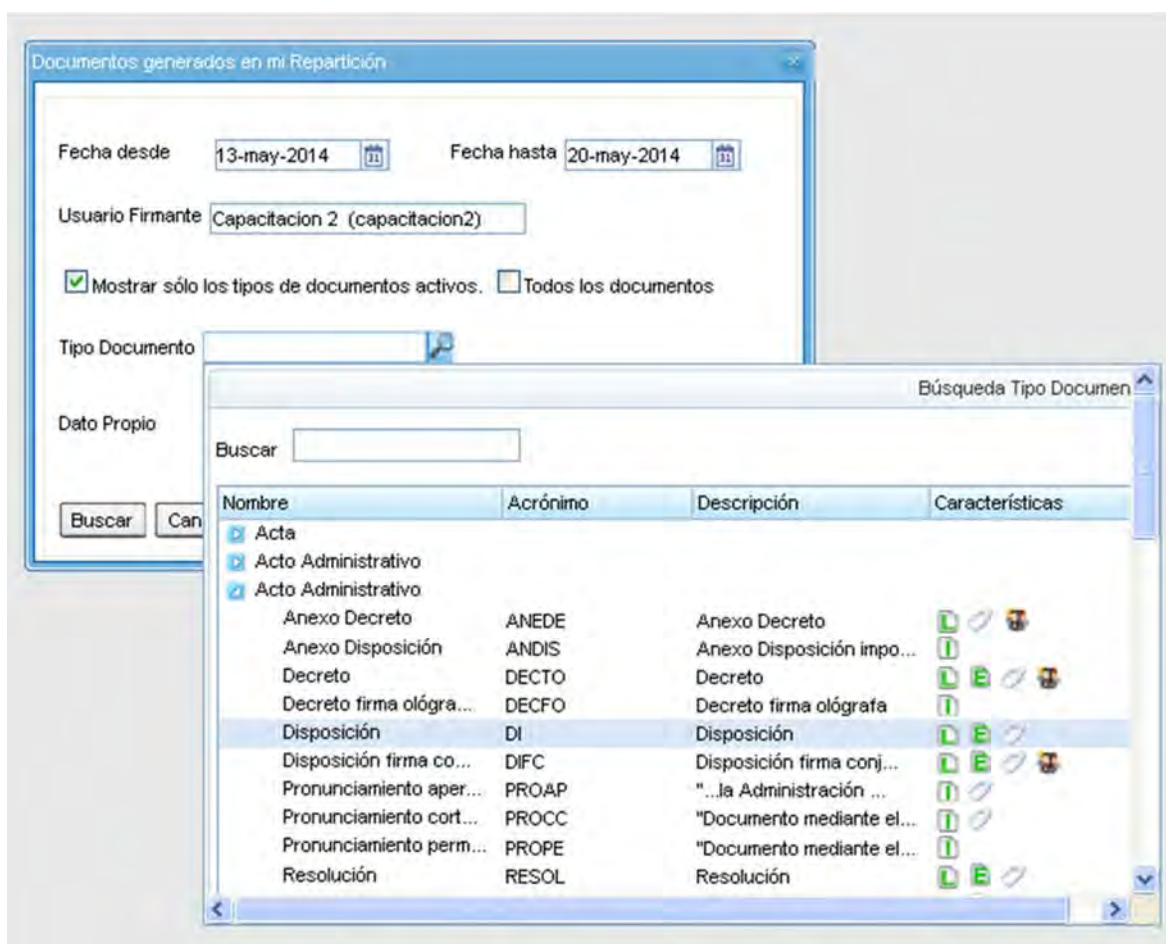 Documentos generados en mi Repartición
Fecha desde 13-may-2014 Fecha hasta 20-may-2014
Usuario Firmante Capacitacion 2 (capacitacion2)
Mostrar sólo los tipos de documentos activos. Todos los documentos
Tipo Documento
Dato Propio
Buscar Can
Búsqueda Tipo Documen
Buscar
Nombre Acrónimo Descripción Características
Acta
Acto Administrativo
Acto Administrativo
Anexo Decreto ANEDE Anexo Decreto L
Anexo Disposición ANDIS Anexo Disposición impo... I
Decreto DECTO Decreto L E
Decreto firma ológra... DECFO Decreto firma ológrafa I
Disposición DI Disposición L E
Disposición firma co... DIFC Disposición firma conj... L E
Pronunciamiento aper... PROAP "...la Administración ... I
Pronunciamiento cort... PROCC "Documento mediante el... I
Pronunciamiento perm... PROPE "Documento mediante el... I
Resolución RESOL Resolución L E